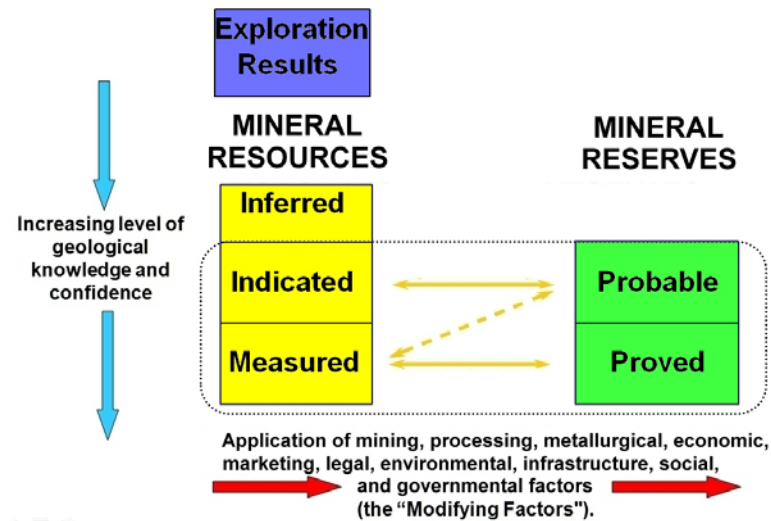 Exploration
Results
MINERAL
RESOURCES
MINERAL
RESERVES
Inferred
Increasing level of
geological
knowledge and
confidence
Indicated
Probable
Measured
Proved
Application of mining, processing, metallurgical, economic,
marketing, legal, environmental, infrastructure, social,
and governmental factors
(the “Modifying Factors").